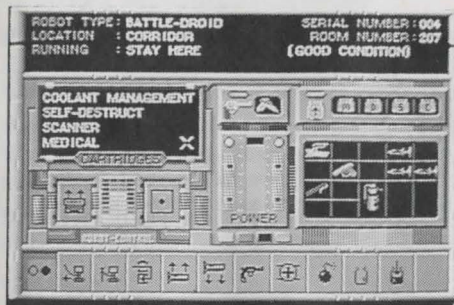 ROBOT TYPE: BATTLE-DROID SERIAL NUMBER: 004
LOCATION : CORRIDOR ROOM NUMBER: 207
RUNNING : STAY HERE (GOOD CONDITION)
COOLANT MANAGEMENT
SELF-DESTRUCT
SCANNER
MEDICAL
CARTRIDGES
POWER